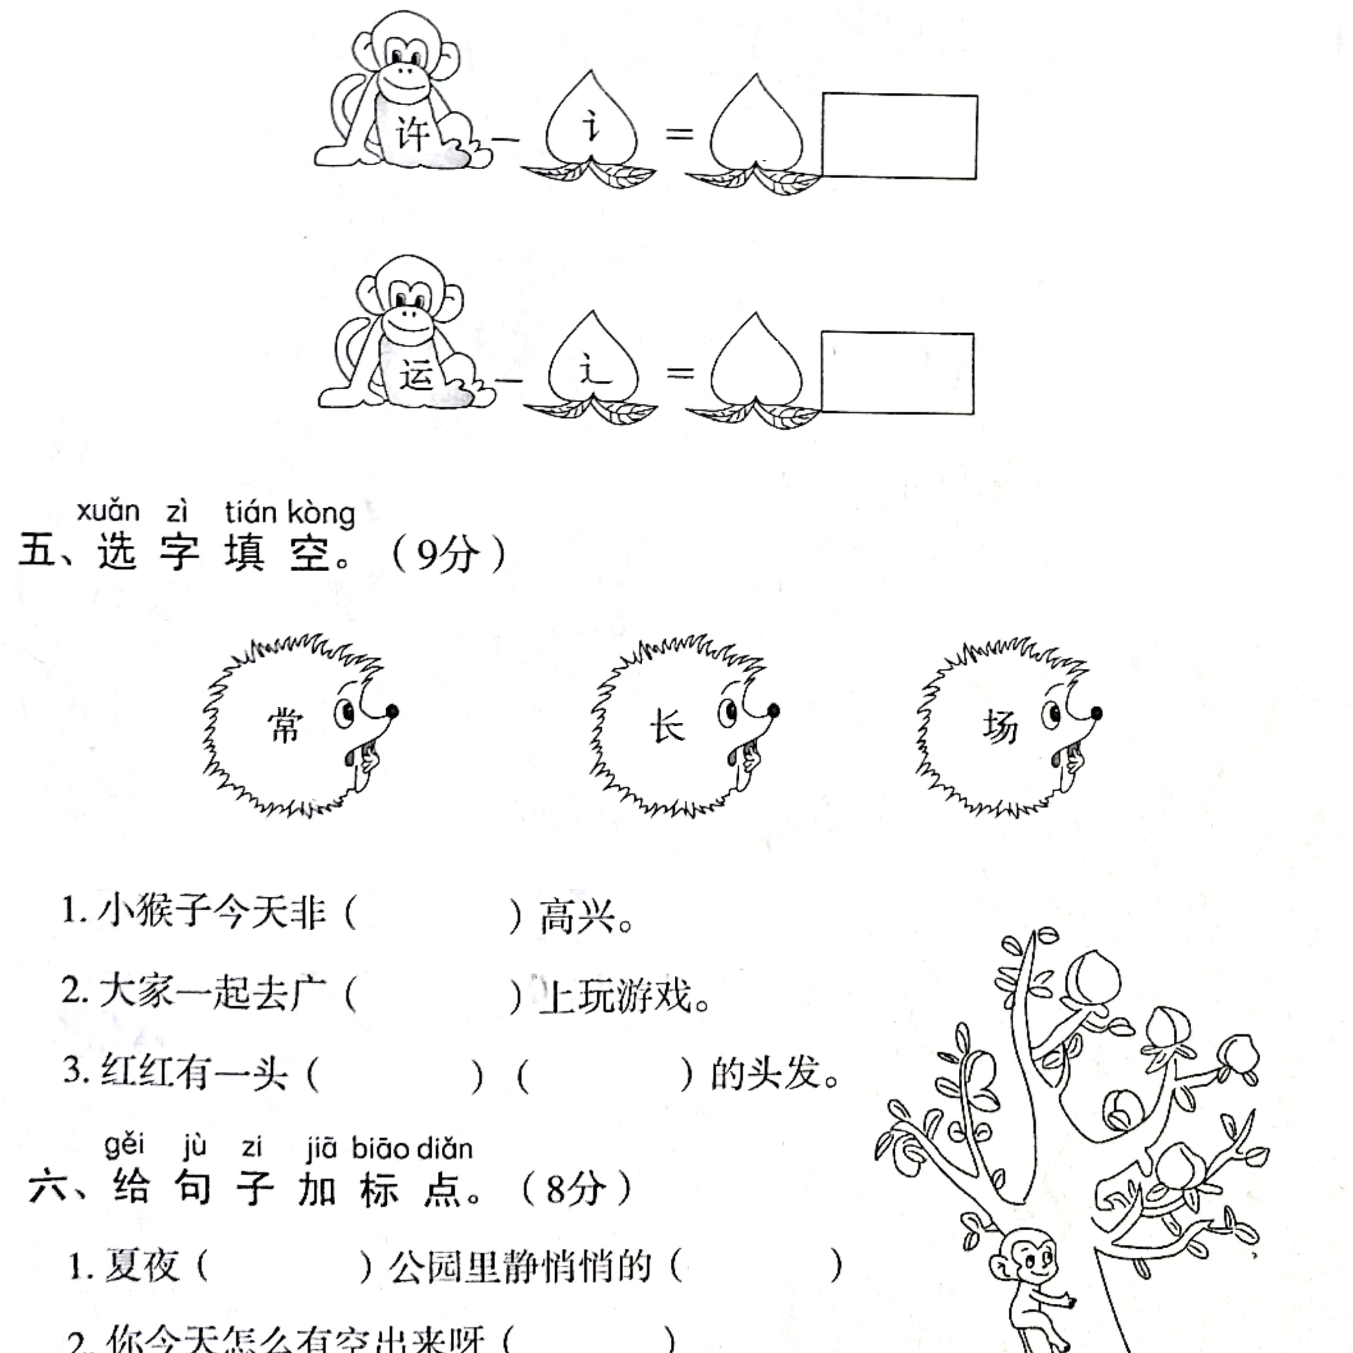 许 - 讠 =
运 - 辶 =
xuǎn zì tián kòng
五、选字填空。（9分）
常 长 场
1. 小猴子今天非（ ）高兴。
2. 大家一起去广（ ）上玩游戏。
3. 红红有一头（ ）（ ）的头发。
gěi jù zi jiā biāo diǎn
六、给句子加标点。（8分）
1. 夏夜（ ）公园里静悄悄的（ ）
2. 你今天怎么有空出来呀（ ）